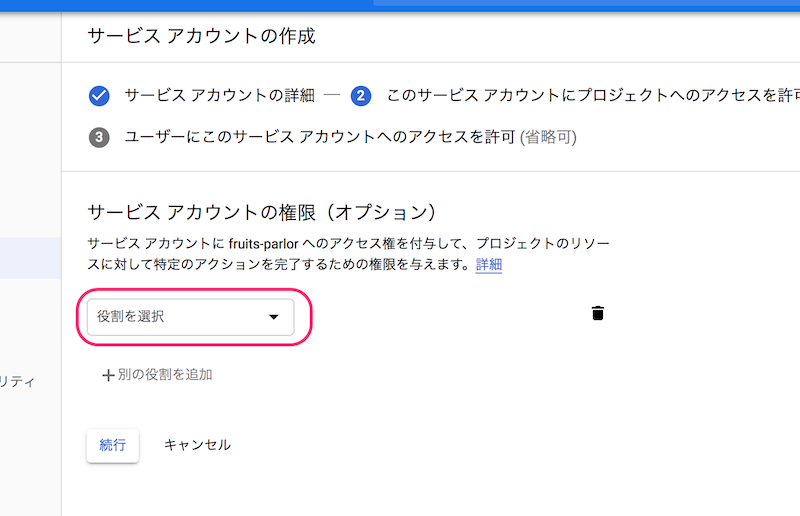 サービス アカウントの作成
サービス アカウントの詳細 — 2 このサービス アカウントにプロジェクトへのアクセスを許可
3 ユーザーにこのサービス アカウントへのアクセスを許可 (省略可)
サービス アカウントの権限（オプション）
サービス アカウントに fruits-parlor へのアクセス権を付与して、プロジェクトのリソー
スに対して特定のアクションを完了するための権限を与えます。詳細
役割を選択
リティ
+ 別の役割を追加
続行 キャンセル